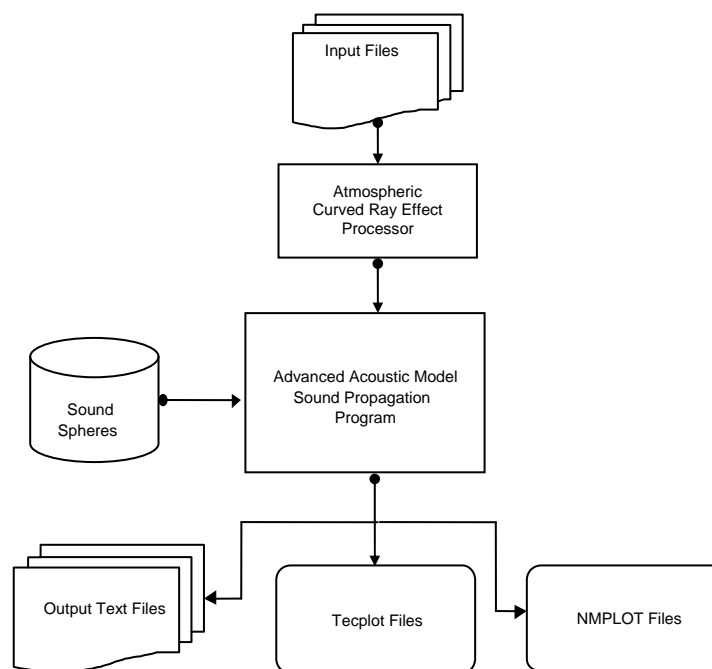 Input Files
Atmospheric
Curved Ray Effect
Processor
Advanced Acoustic Model
Sound Propagation
Program
Sound
Spheres
Output Text Files
Tecplot Files
NMPLOT Files